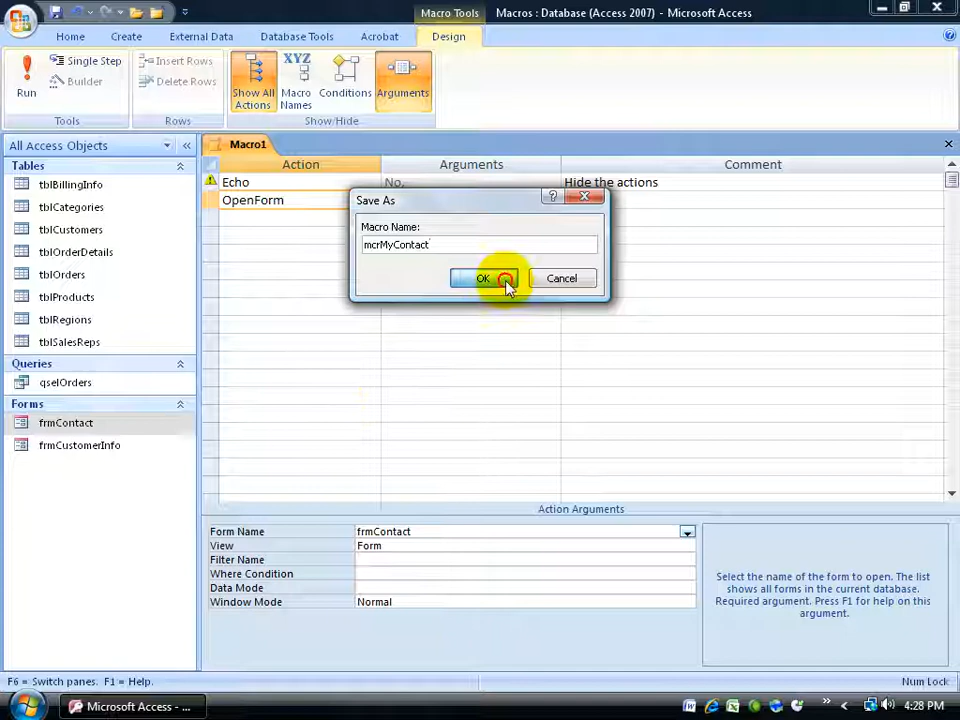 Macro Tools
Macros : Database (Access 2007) - Microsoft Access
Home
Create
External Data
Database Tools
Acrobat
Design
Run
Single Step
Builder
Tools
Insert Rows
Delete Rows
Rows
Show All
Actions
Macro
Names
Conditions
Arguments
Show/Hide
All Access Objects
Tables
tblBillingInfo
tblCategories
tblCustomers
tblOrderDetails
tblOrders
tblProducts
tblRegions
tblSalesReps
Queries
qselOrders
Forms
frmContact
frmCustomerInfo
Macro1
Action
Arguments
Comment
Echo
No,
Hide the actions
OpenForm
Save As
Macro Name:
mcrMyContact
OK
Cancel
Action Arguments
Form Name
frmContact
View
Form
Filter Name
Where Condition
Data Mode
Window Mode
Normal
Select the name of the form to open. The list
shows all forms in the current database.
Required argument. Press F1 for help on this
argument.
F6 = Switch panes. F1 = Help.
Num Lock
Microsoft Access - ...
4:28 PM